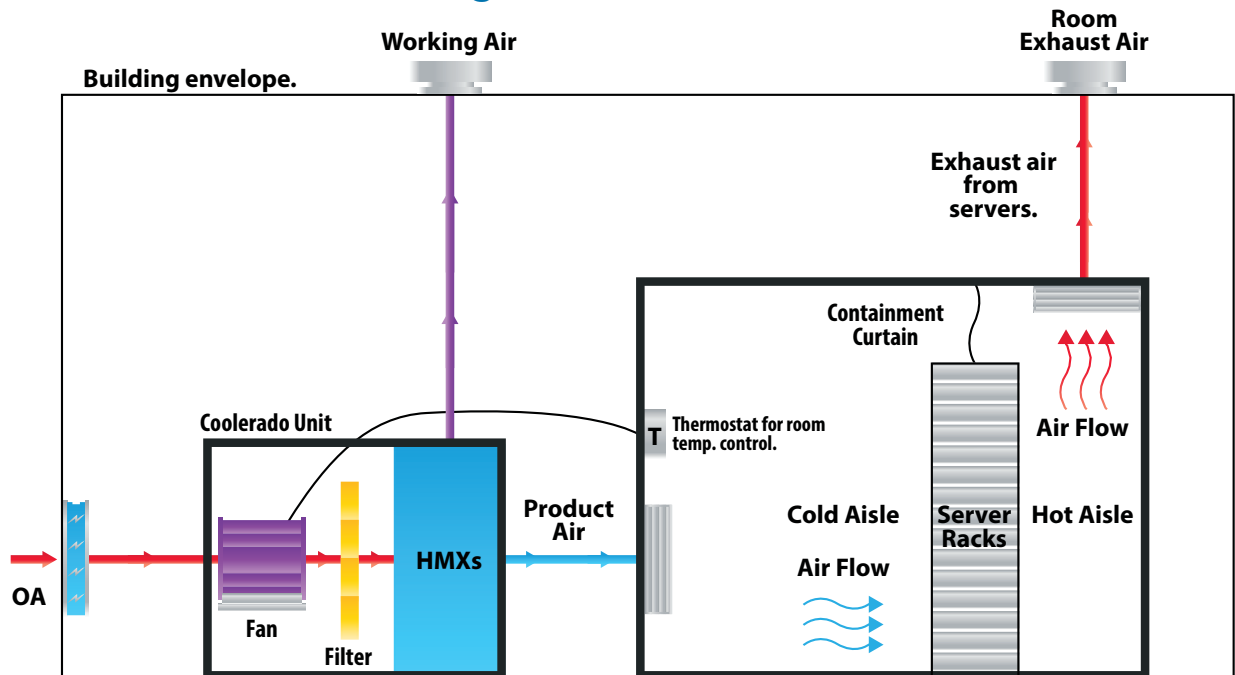 Working Air
Room
Exhaust Air
Building envelope.
Exhaust air
from
servers.
Containment
Curtain
Coolerado Unit
T
Thermostat for room
temp. control.
Air Flow
Product
Air
Cold Aisle
Server
Racks
Hot Aisle
HMXs
Air Flow
OA
Fan
Filter